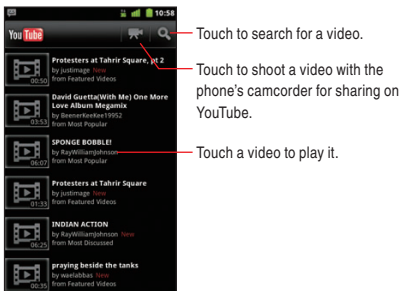 10:58
You Tube
Touch to search for a video.
Touch to shoot a video with the
phone's camcorder for sharing on
YouTube.
Touch a video to play it.
00:50
Protesters at Tahrir Square, pt 2
by justimage New
from Featured Videos
03:53
David Guetta(With Me) One More
Love Album Megamix
by BeenerKeeKee19952
from Most Popular
06:07
SPONGE BOBBLE!
by RayWilliamJohnson
from Most Popular
01:33
Protesters at Tahrir Square
by justimage New
from Featured Videos
06:25
INDIAN ACTION
by RayWilliamJohnson New
from Most Discussed
00:35
praying beside the tanks
by waelabbas New
from Featured Videos